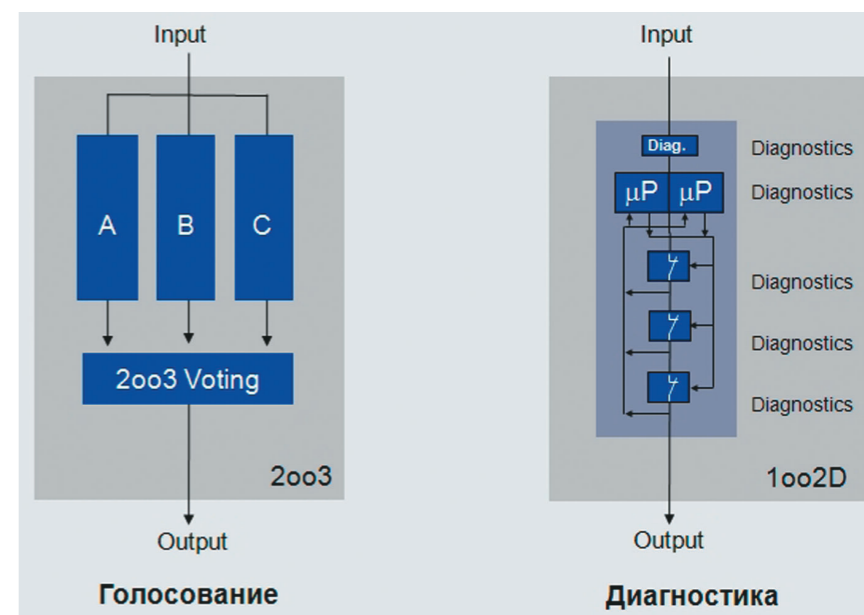 Input
A B C
2oo3 Voting
2oo3
Output
Голосование
Input
Diag. Diagnostics
µP µP Diagnostics
Diagnostics
Diagnostics
Diagnostics
1oo2D
Output
Диагностика